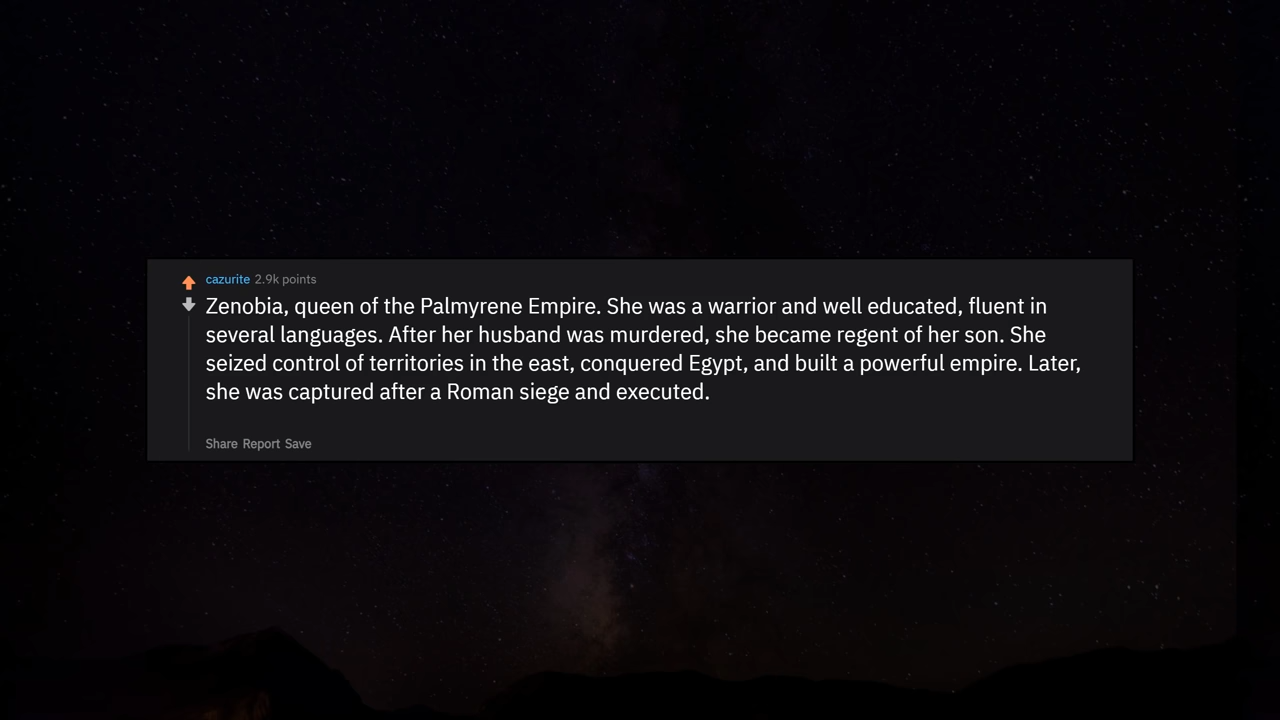 cazurite 2.9k points
Zenobia, queen of the Palmyrene Empire. She was a warrior and well educated, fluent in
several languages. After her husband was murdered, she became regent of her son. She
seized control of territories in the east, conquered Egypt, and built a powerful empire. Later,
she was captured after a Roman siege and executed.
Share Report Save